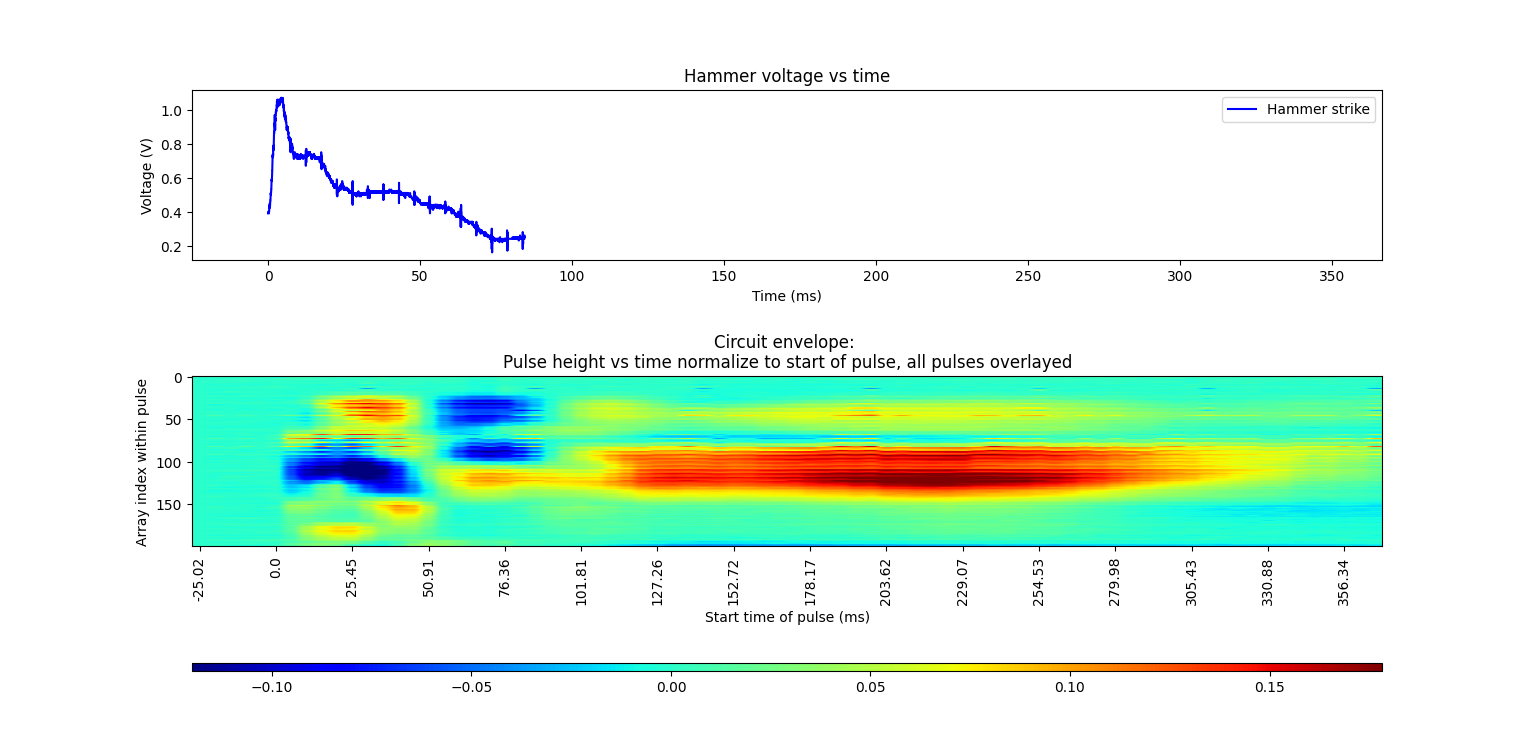 Hammer voltage vs time
Hammer strike
Voltage (V)
1.0
0.8
0.6
0.4
0.2
0 50 100 150 200 250 300 350
Time (ms)
Circuit envelope:
Pulse height vs time normalize to start of pulse, all pulses overlayed
Array index within pulse
0
50
100
150
-25.02 0.0 25.45 50.91 76.36 101.81 127.26 152.72 178.17 203.62 229.07 254.53 279.98 305.43 330.88 356.34
Start time of pulse (ms)
−0.10 −0.05 0.00 0.05 0.10 0.15